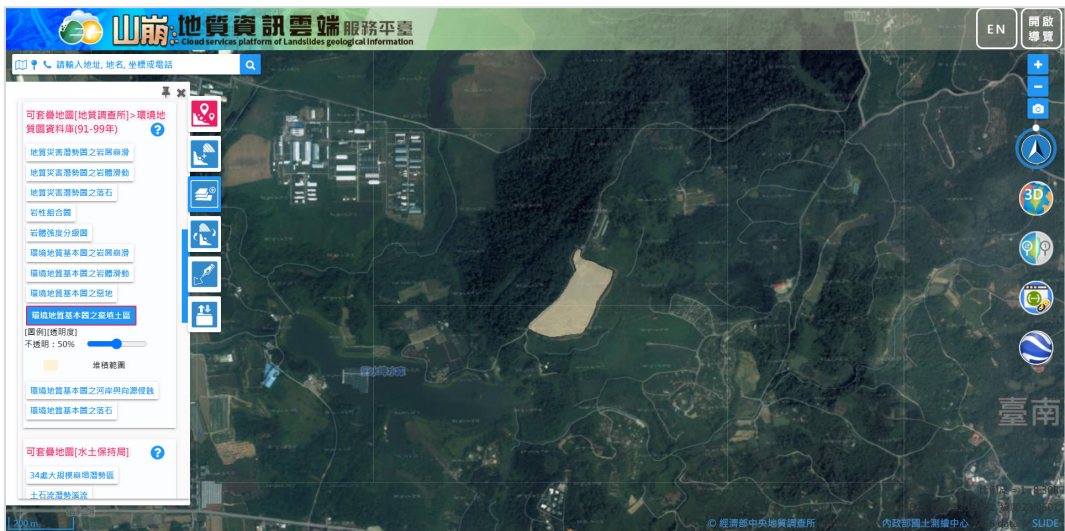 山崩:地質資訊雲端服務平臺
Cloud services platform of Landslides geological Information
EN
開啟
導覽
請輸入地址, 地名, 坐標或電話
可套疊地圖[地質調查所]>環境地
質圖資料庫(91-99年)
地質災害潛勢圖之岩屑崩滑
地質災害潛勢圖之岩體滑動
地質災害潛勢圖之落石
岩性組合圖
岩體強度分級圖
環境地質基本圖之岩屑崩滑
環境地質基本圖之岩體滑動
環境地質基本圖之惡地
環境地質基本圖之棄填土區
[圖例][透明度]
不透明：50%
堆積範圍
環境地質基本圖之河岸與向源侵蝕
環境地質基本圖之落石
可套疊地圖[水土保持局]
34處大規模崩塌潛勢區
土石流潛勢溪流
3D
臺南
200 m
© 經濟部中央地質調查所
內政部國土測繪中心
SLIDE